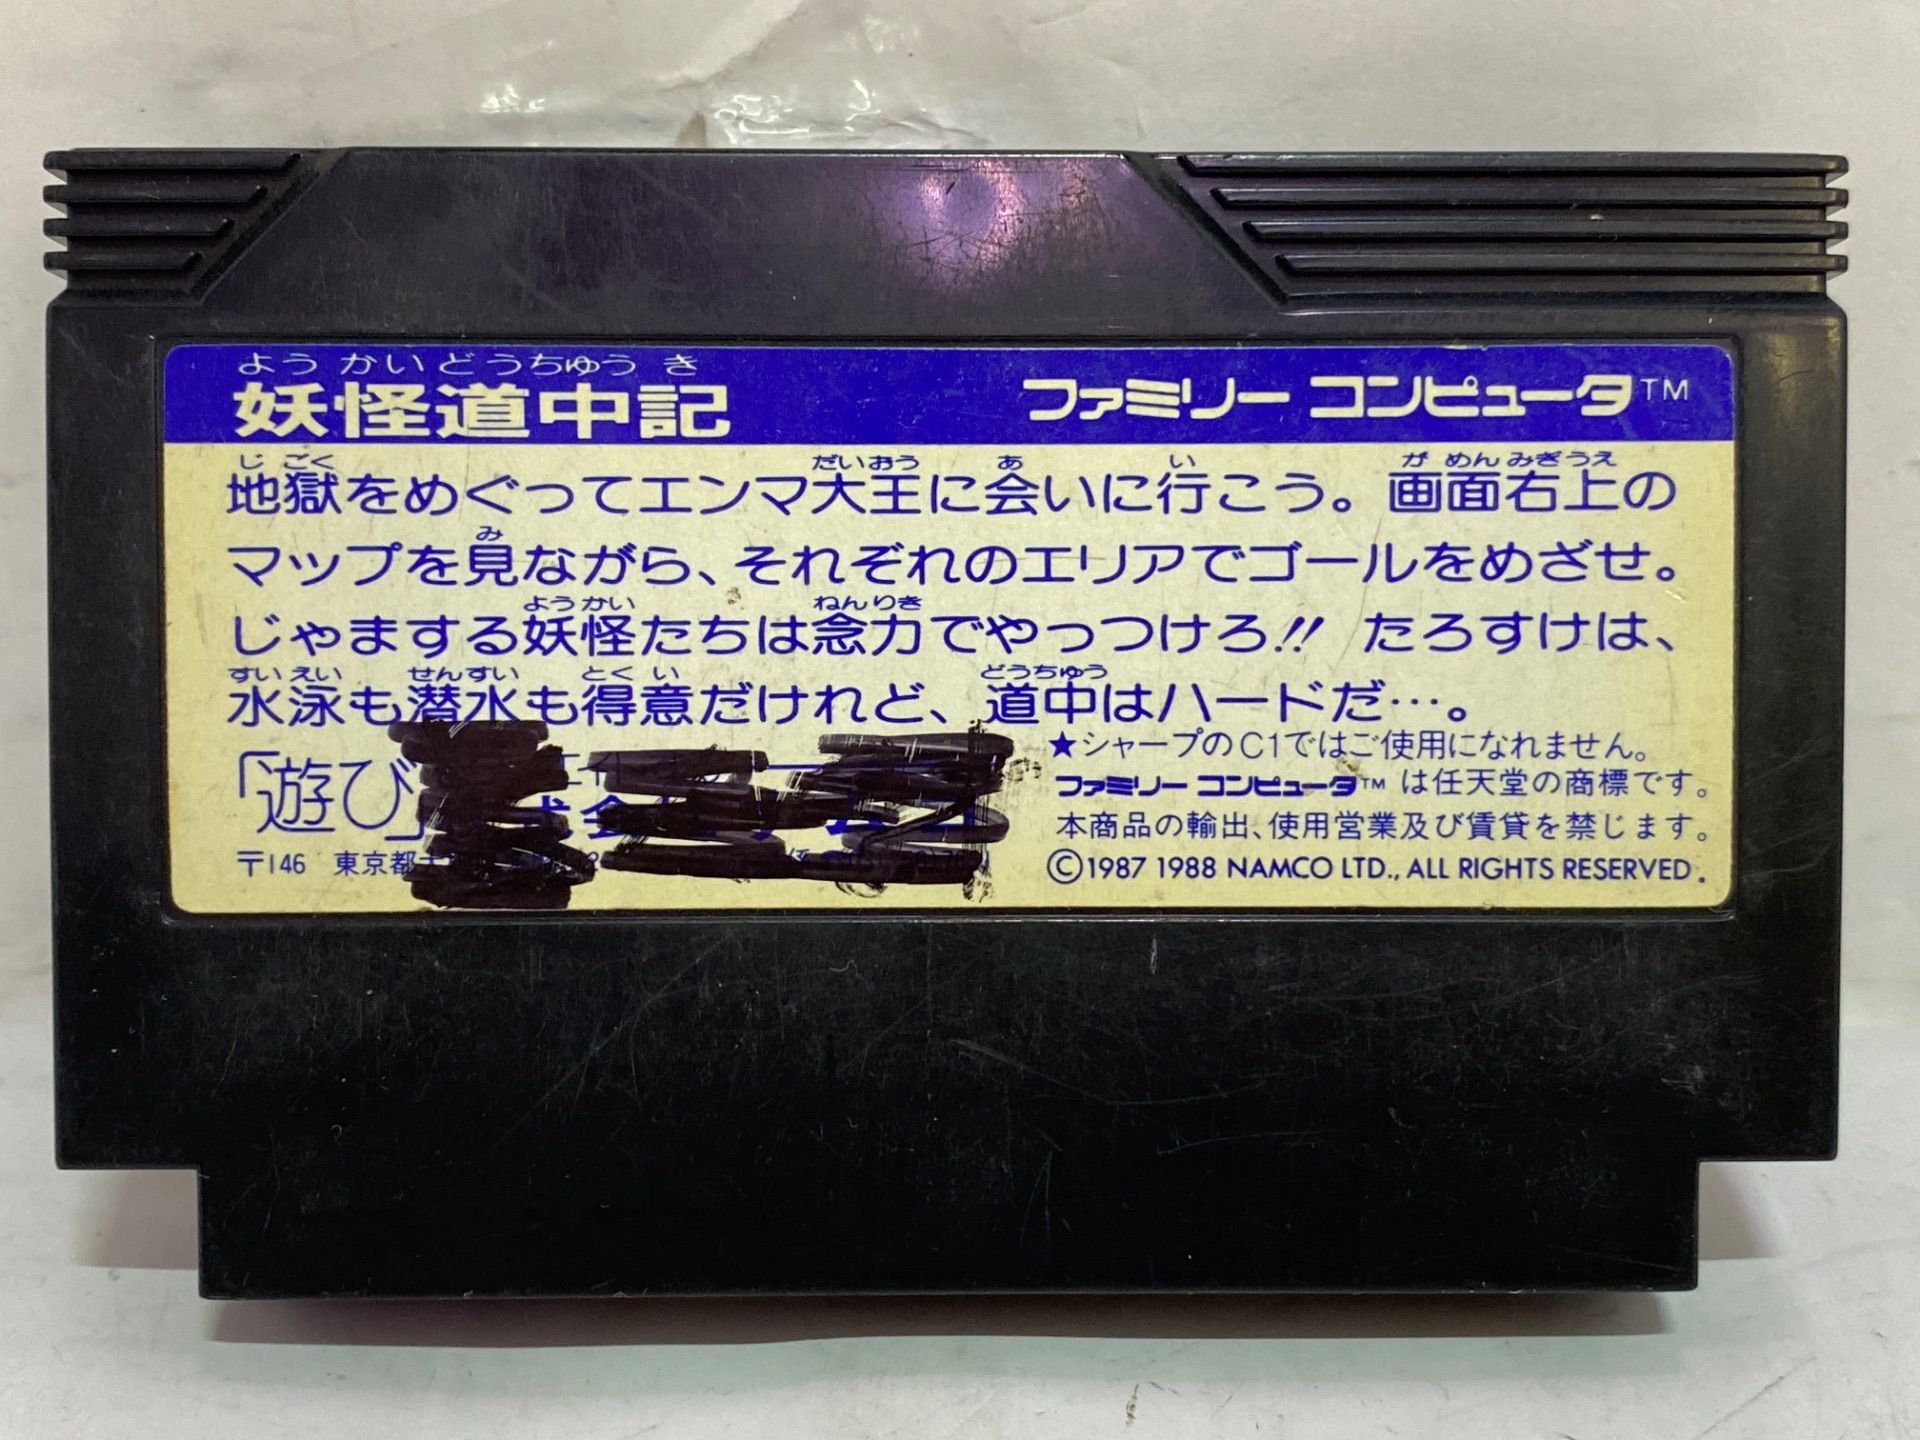 ようかいどうちゅうき
妖怪道中記 ファミリー コンピュータ™
じごく だいおう あ い がめんみぎうえ
地獄をめぐってエンマ大王に会いに行こう。画面右上の
み
マップを見ながら、それぞれのエリアでゴールをめざせ。
ようかい ねんりき
じゃまする妖怪たちは念力でやっつけろ!! たろすけは、
すいえい せんすい とくい どうちゅう
水泳も潜水も得意だけれど、道中はハードだ…。
★シャープのC1ではご使用になれません。
ファミリー コンピュータ™は任天堂の商標です。
「遊び」
本商品の輸出、使用営業及び賃貸を禁じます。
〒146 東京都
©1987 1988 NAMCO LTD., ALL RIGHTS RESERVED.